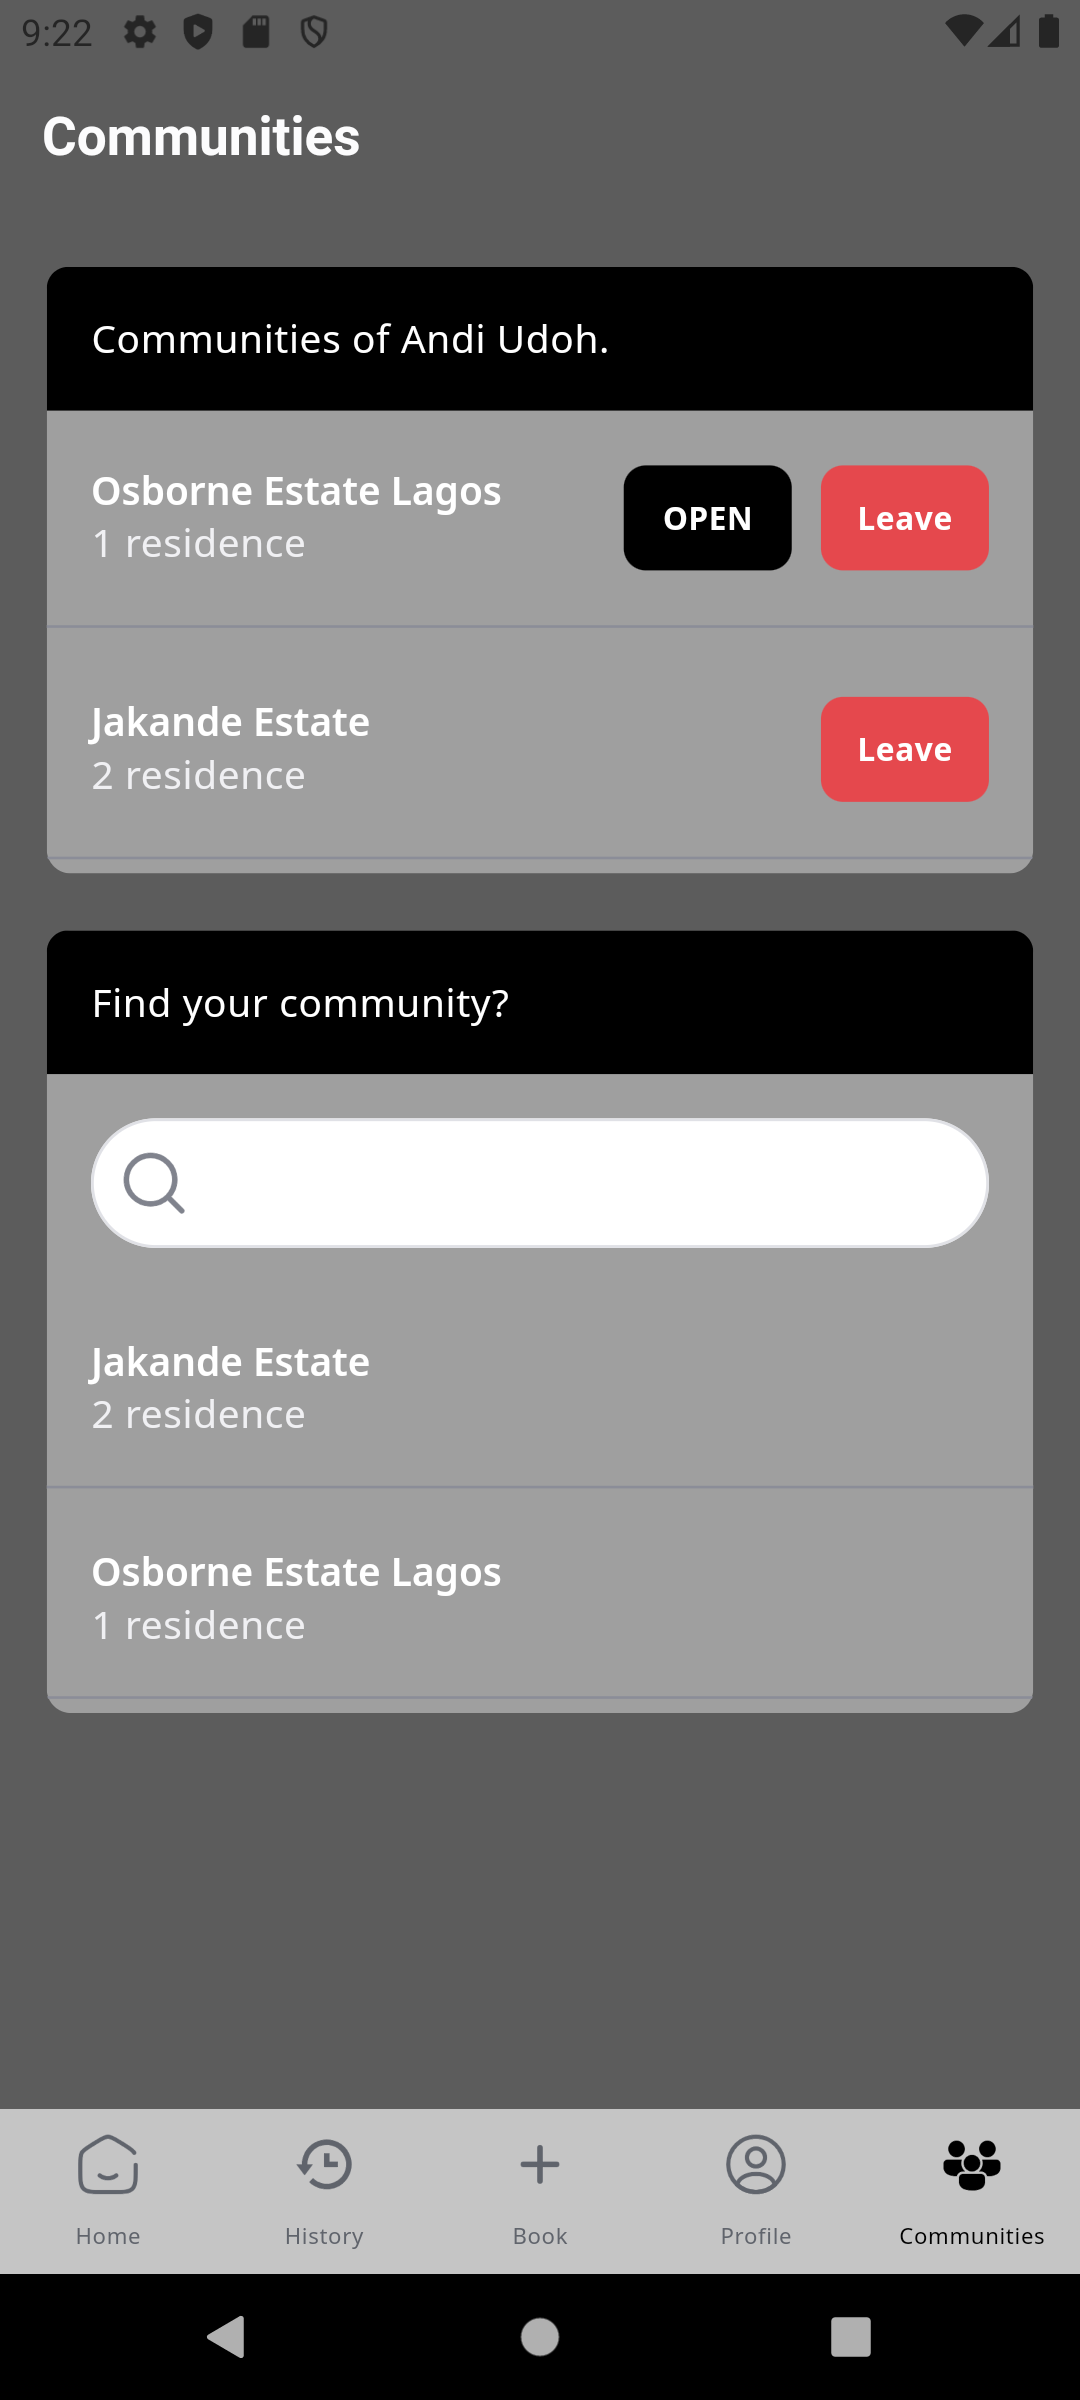 9:22
Communities
Communities of Andi Udoh.
Osborne Estate Lagos
1 residence
OPEN
Leave
Jakande Estate
2 residence
Leave
Find your community?
Jakande Estate
2 residence
Osborne Estate Lagos
1 residence
Home
History
Book
Profile
Communities